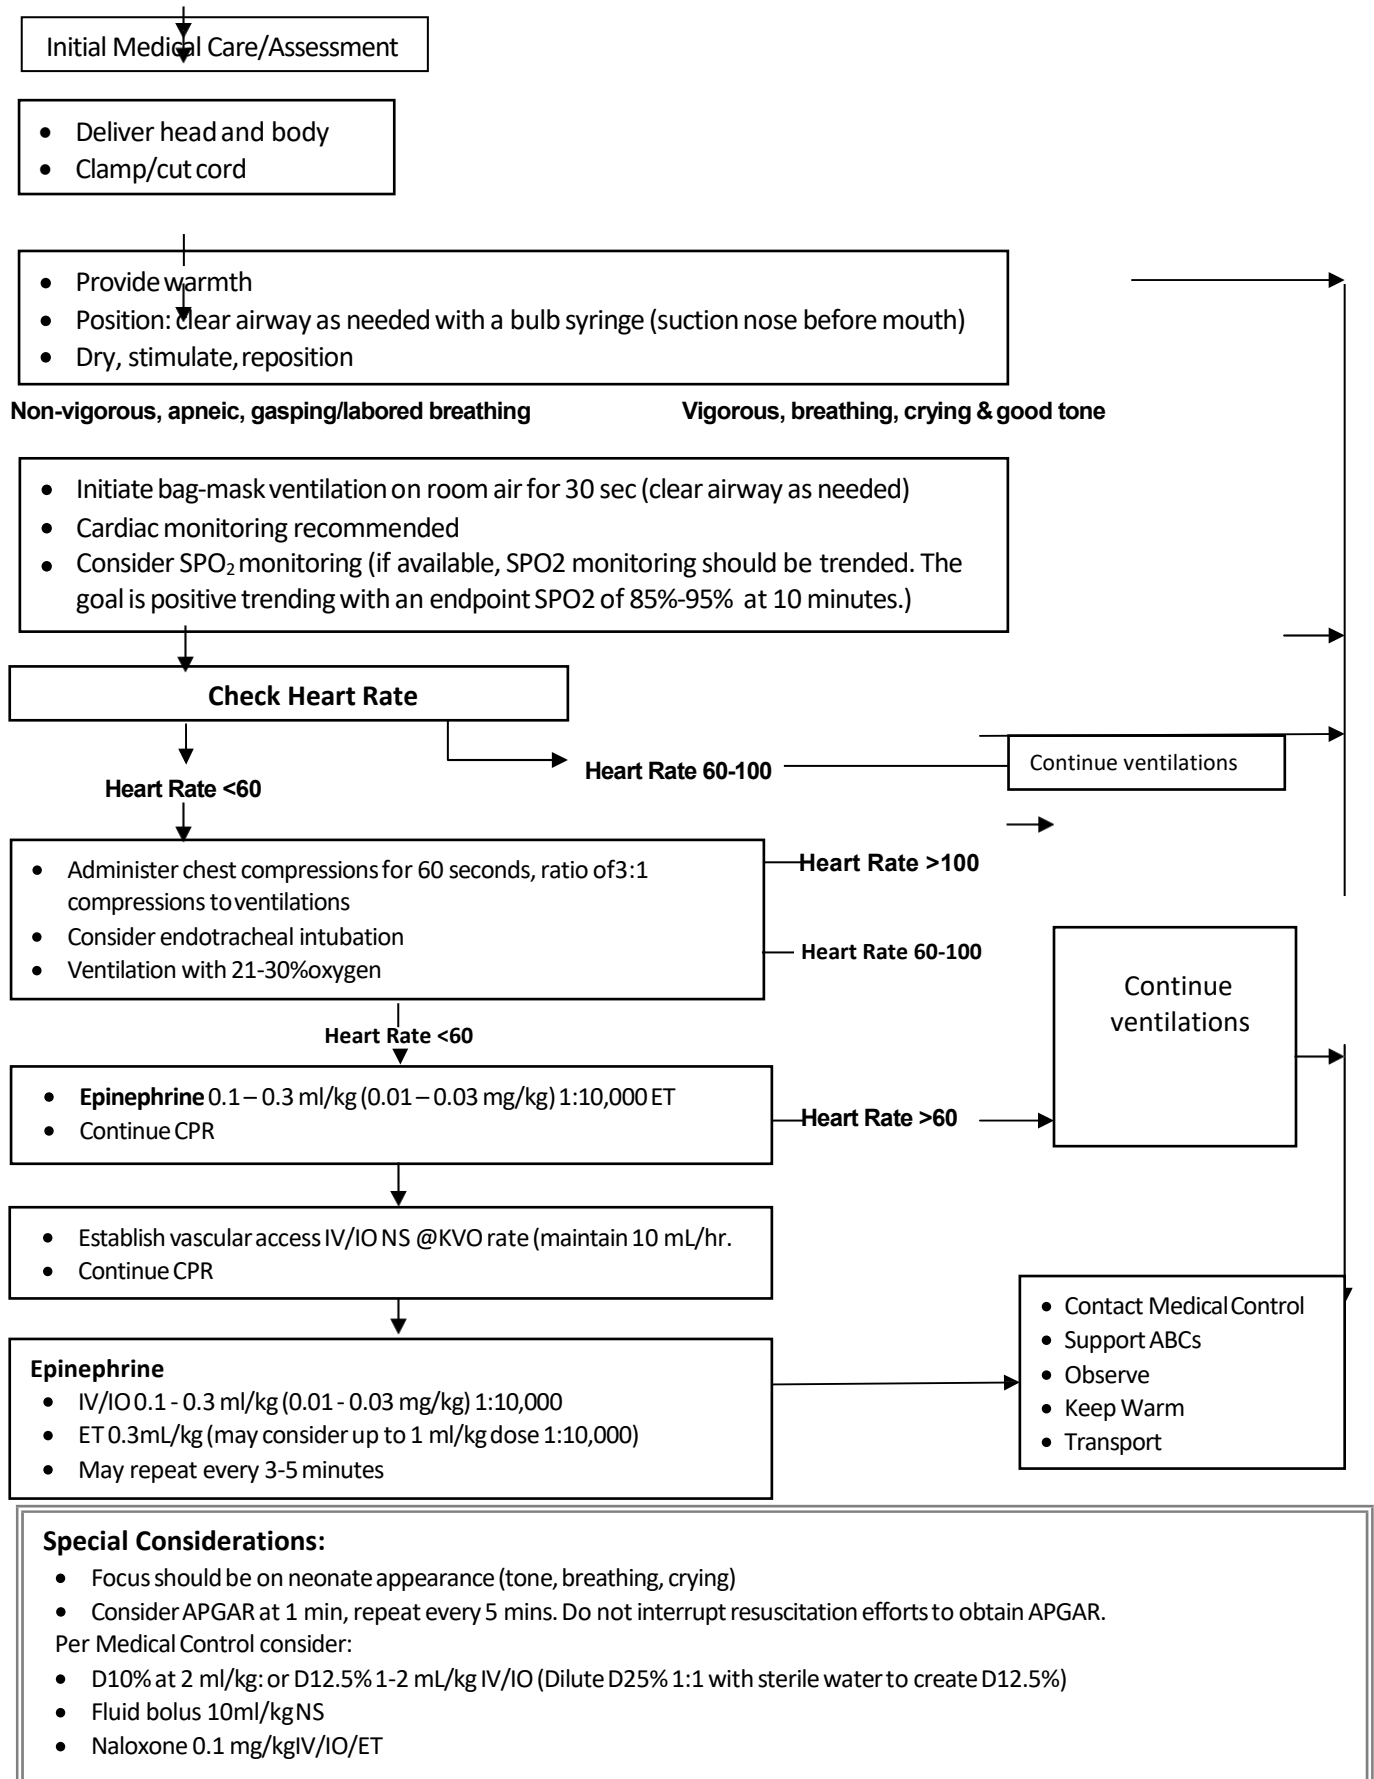 Initial Medical Care/Assessment
• Deliver head and body
• Clamp/cut cord
• Provide warmth
• Position: clear airway as needed with a bulb syringe (suction nose before mouth)
• Dry, stimulate, reposition
Non-vigorous, apneic, gasping/labored breathing
Vigorous, breathing, crying & good tone
• Initiate bag-mask ventilation on room air for 30 sec (clear airway as needed)
• Cardiac monitoring recommended
• Consider SPO2 monitoring (if available, SPO2 monitoring should be trended. The
goal is positive trending with an endpoint SPO2 of 85%-95% at 10 minutes.)
Check Heart Rate
Heart Rate 60-100
Continue ventilations
Heart Rate <60
• Administer chest compressions for 60 seconds, ratio of3:1
compressions to ventilations
• Consider endotracheal intubation
• Ventilation with 21-30%oxygen
Heart Rate >100
Heart Rate 60-100
Continue
ventilations
Heart Rate <60
• Epinephrine 0.1 – 0.3 ml/kg (0.01 – 0.03 mg/kg) 1:10,000 ET
• Continue CPR
Heart Rate >60
• Establish vascular access IV/IO NS @KVO rate (maintain 10 mL/hr.
• Continue CPR
Epinephrine
• IV/IO 0.1 - 0.3 ml/kg (0.01 - 0.03 mg/kg) 1:10,000
• ET 0.3mL/kg (may consider up to 1 ml/kg dose 1:10,000)
• May repeat every 3-5 minutes
• Contact Medical Control
• Support ABCs
• Observe
• Keep Warm
• Transport
Special Considerations:
• Focus should be on neonate appearance (tone, breathing, crying)
• Consider APGAR at 1 min, repeat every 5 mins. Do not interrupt resuscitation efforts to obtain APGAR.
Per Medical Control consider:
• D10% at 2 ml/kg: or D12.5% 1-2 mL/kg IV/IO (Dilute D25% 1:1 with sterile water to create D12.5%)
• Fluid bolus 10ml/kg NS
• Naloxone 0.1 mg/kgIV/IO/ET